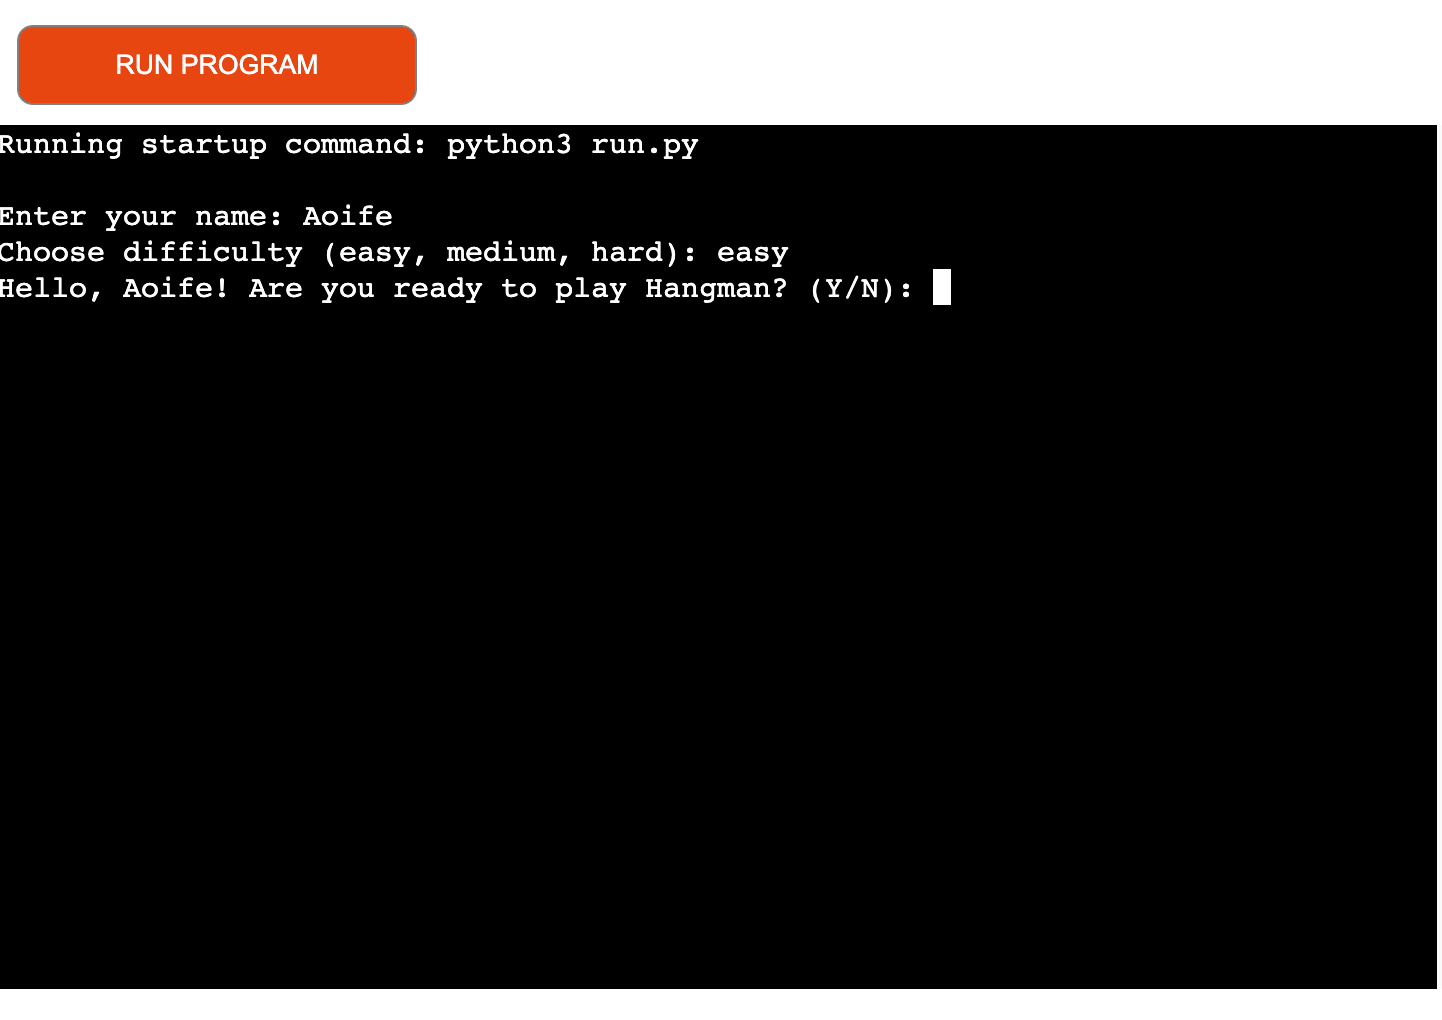 RUN PROGRAM
Running startup command: python3 run.py
Enter your name: Aoife
Choose difficulty (easy, medium, hard): easy
Hello, Aoife! Are you ready to play Hangman? (Y/N):